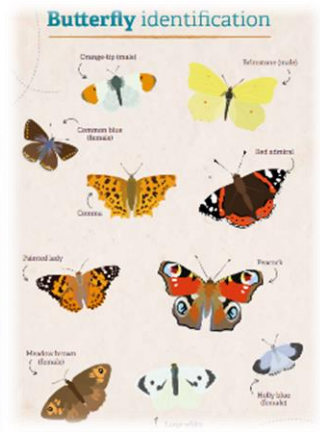 Butterfly identification
Orange-tip (male)
Brimstone (male)
Common blue
(female)
Red admiral
Comma
Painted lady
Peacock
Meadow brown
(female)
Holly blue
(female)